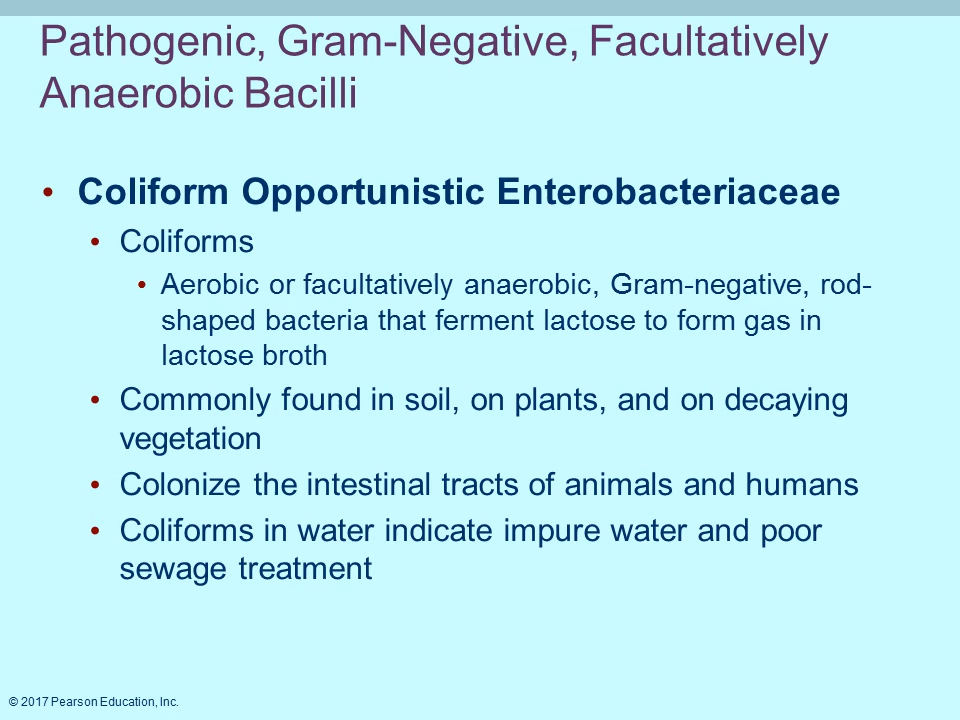 Pathogenic, Gram-Negative, Facultatively
Anaerobic Bacilli
• Coliform Opportunistic Enterobacteriaceae
• Coliforms
• Aerobic or facultatively anaerobic, Gram-negative, rod-
shaped bacteria that ferment lactose to form gas in
lactose broth
• Commonly found in soil, on plants, and on decaying
vegetation
• Colonize the intestinal tracts of animals and humans
• Coliforms in water indicate impure water and poor
sewage treatment
© 2017 Pearson Education, Inc.